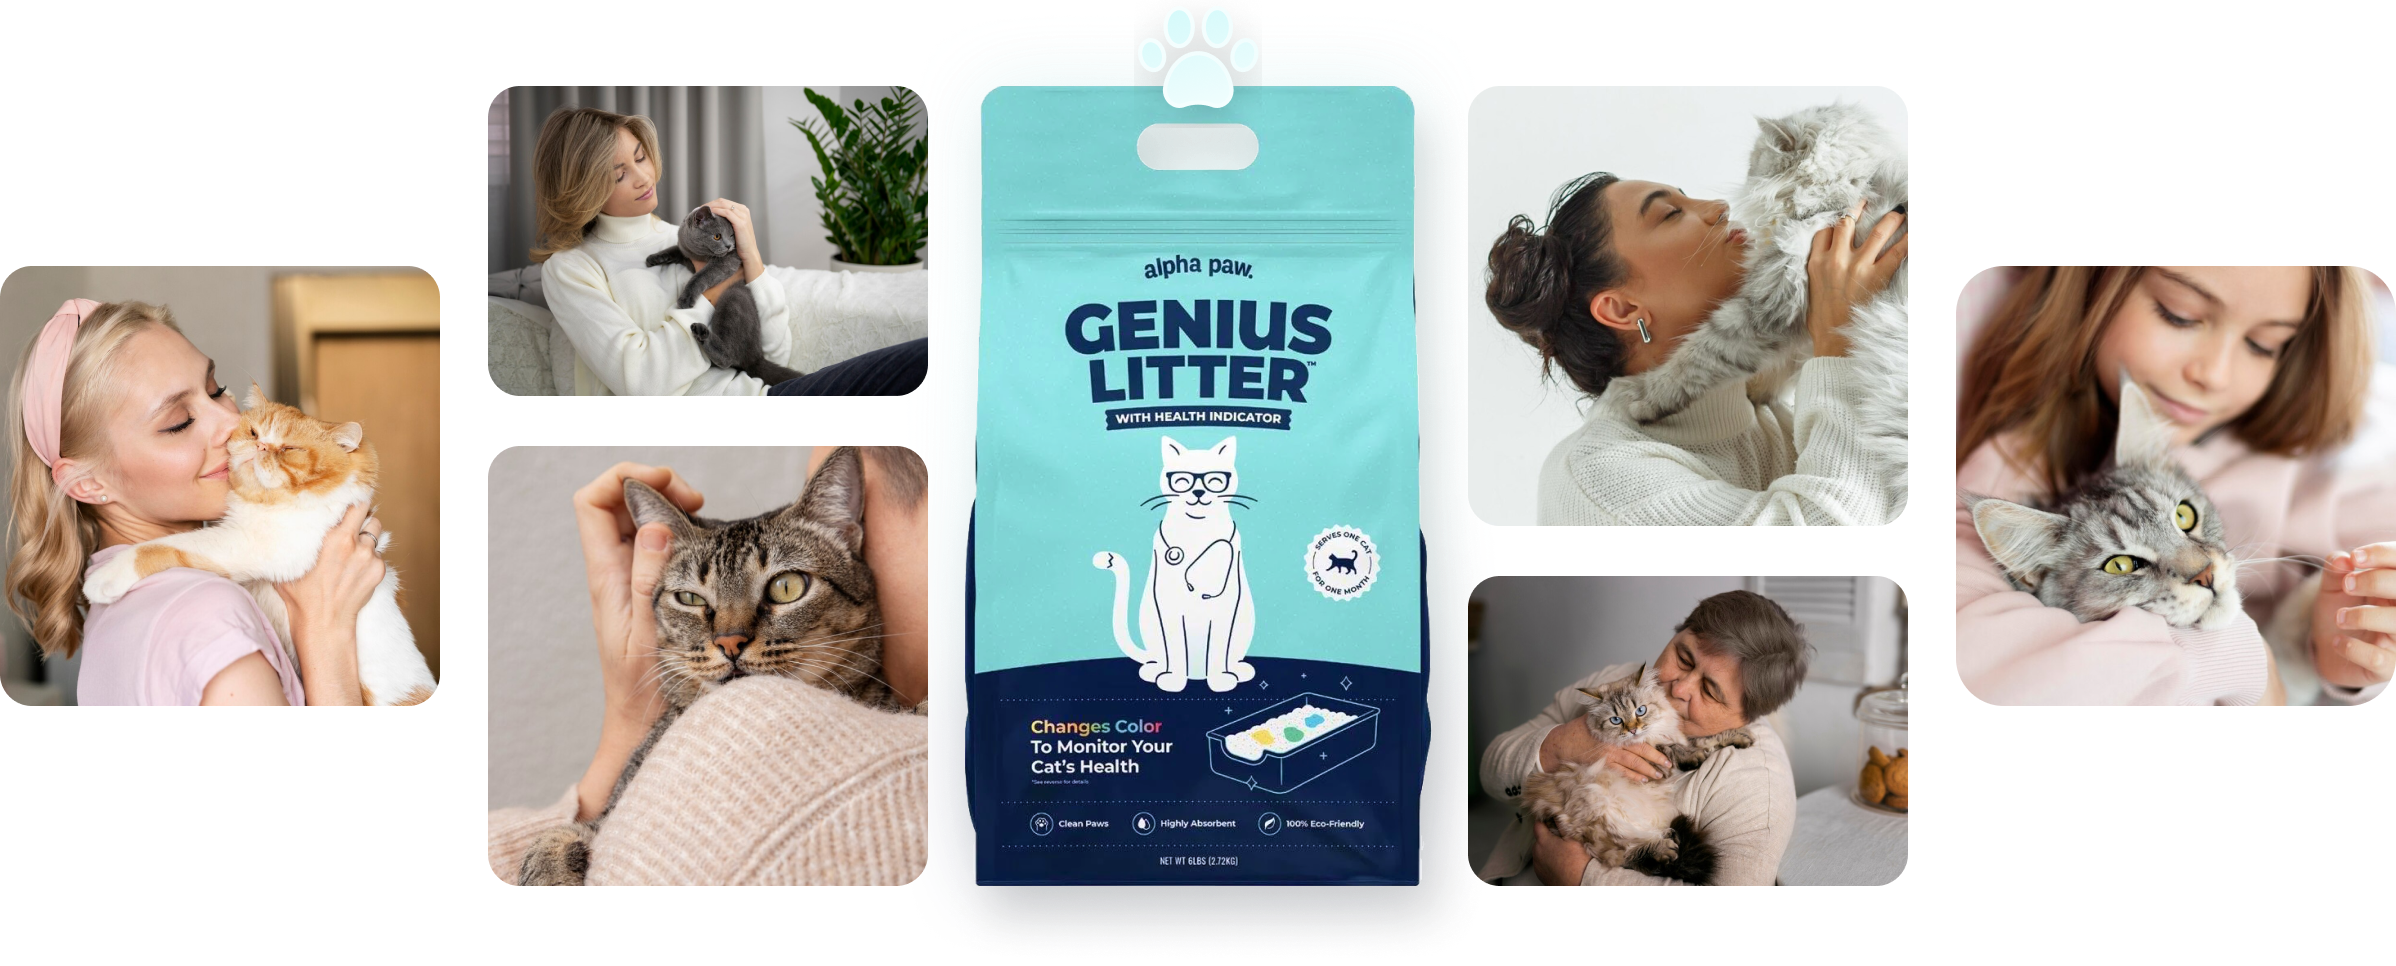 alpha paw.
GENIUS
LITTER™
WITH HEALTH INDICATOR
SERVES ONE CAT
FOR ONE MONTH
Changes Color
To Monitor Your
Cat's Health
*See reverse for details
Clean Paws
Highly Absorbent
100% Eco-Friendly
NET WT 6LBS (2.72KG)